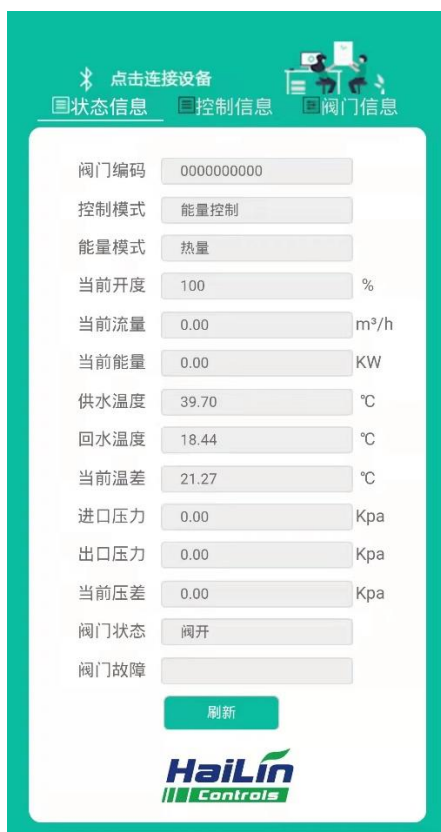 点击连接设备
状态信息 控制信息 阀门信息
阀门编码 0000000000
控制模式 能量控制
能量模式 热量
当前开度 100 %
当前流量 0.00 m³/h
当前能量 0.00 KW
供水温度 39.70 ℃
回水温度 18.44 ℃
当前温差 21.27 ℃
进口压力 0.00 Kpa
出口压力 0.00 Kpa
当前压差 0.00 Kpa
阀门状态 阀开
阀门故障
刷新
HaiLin
Controls